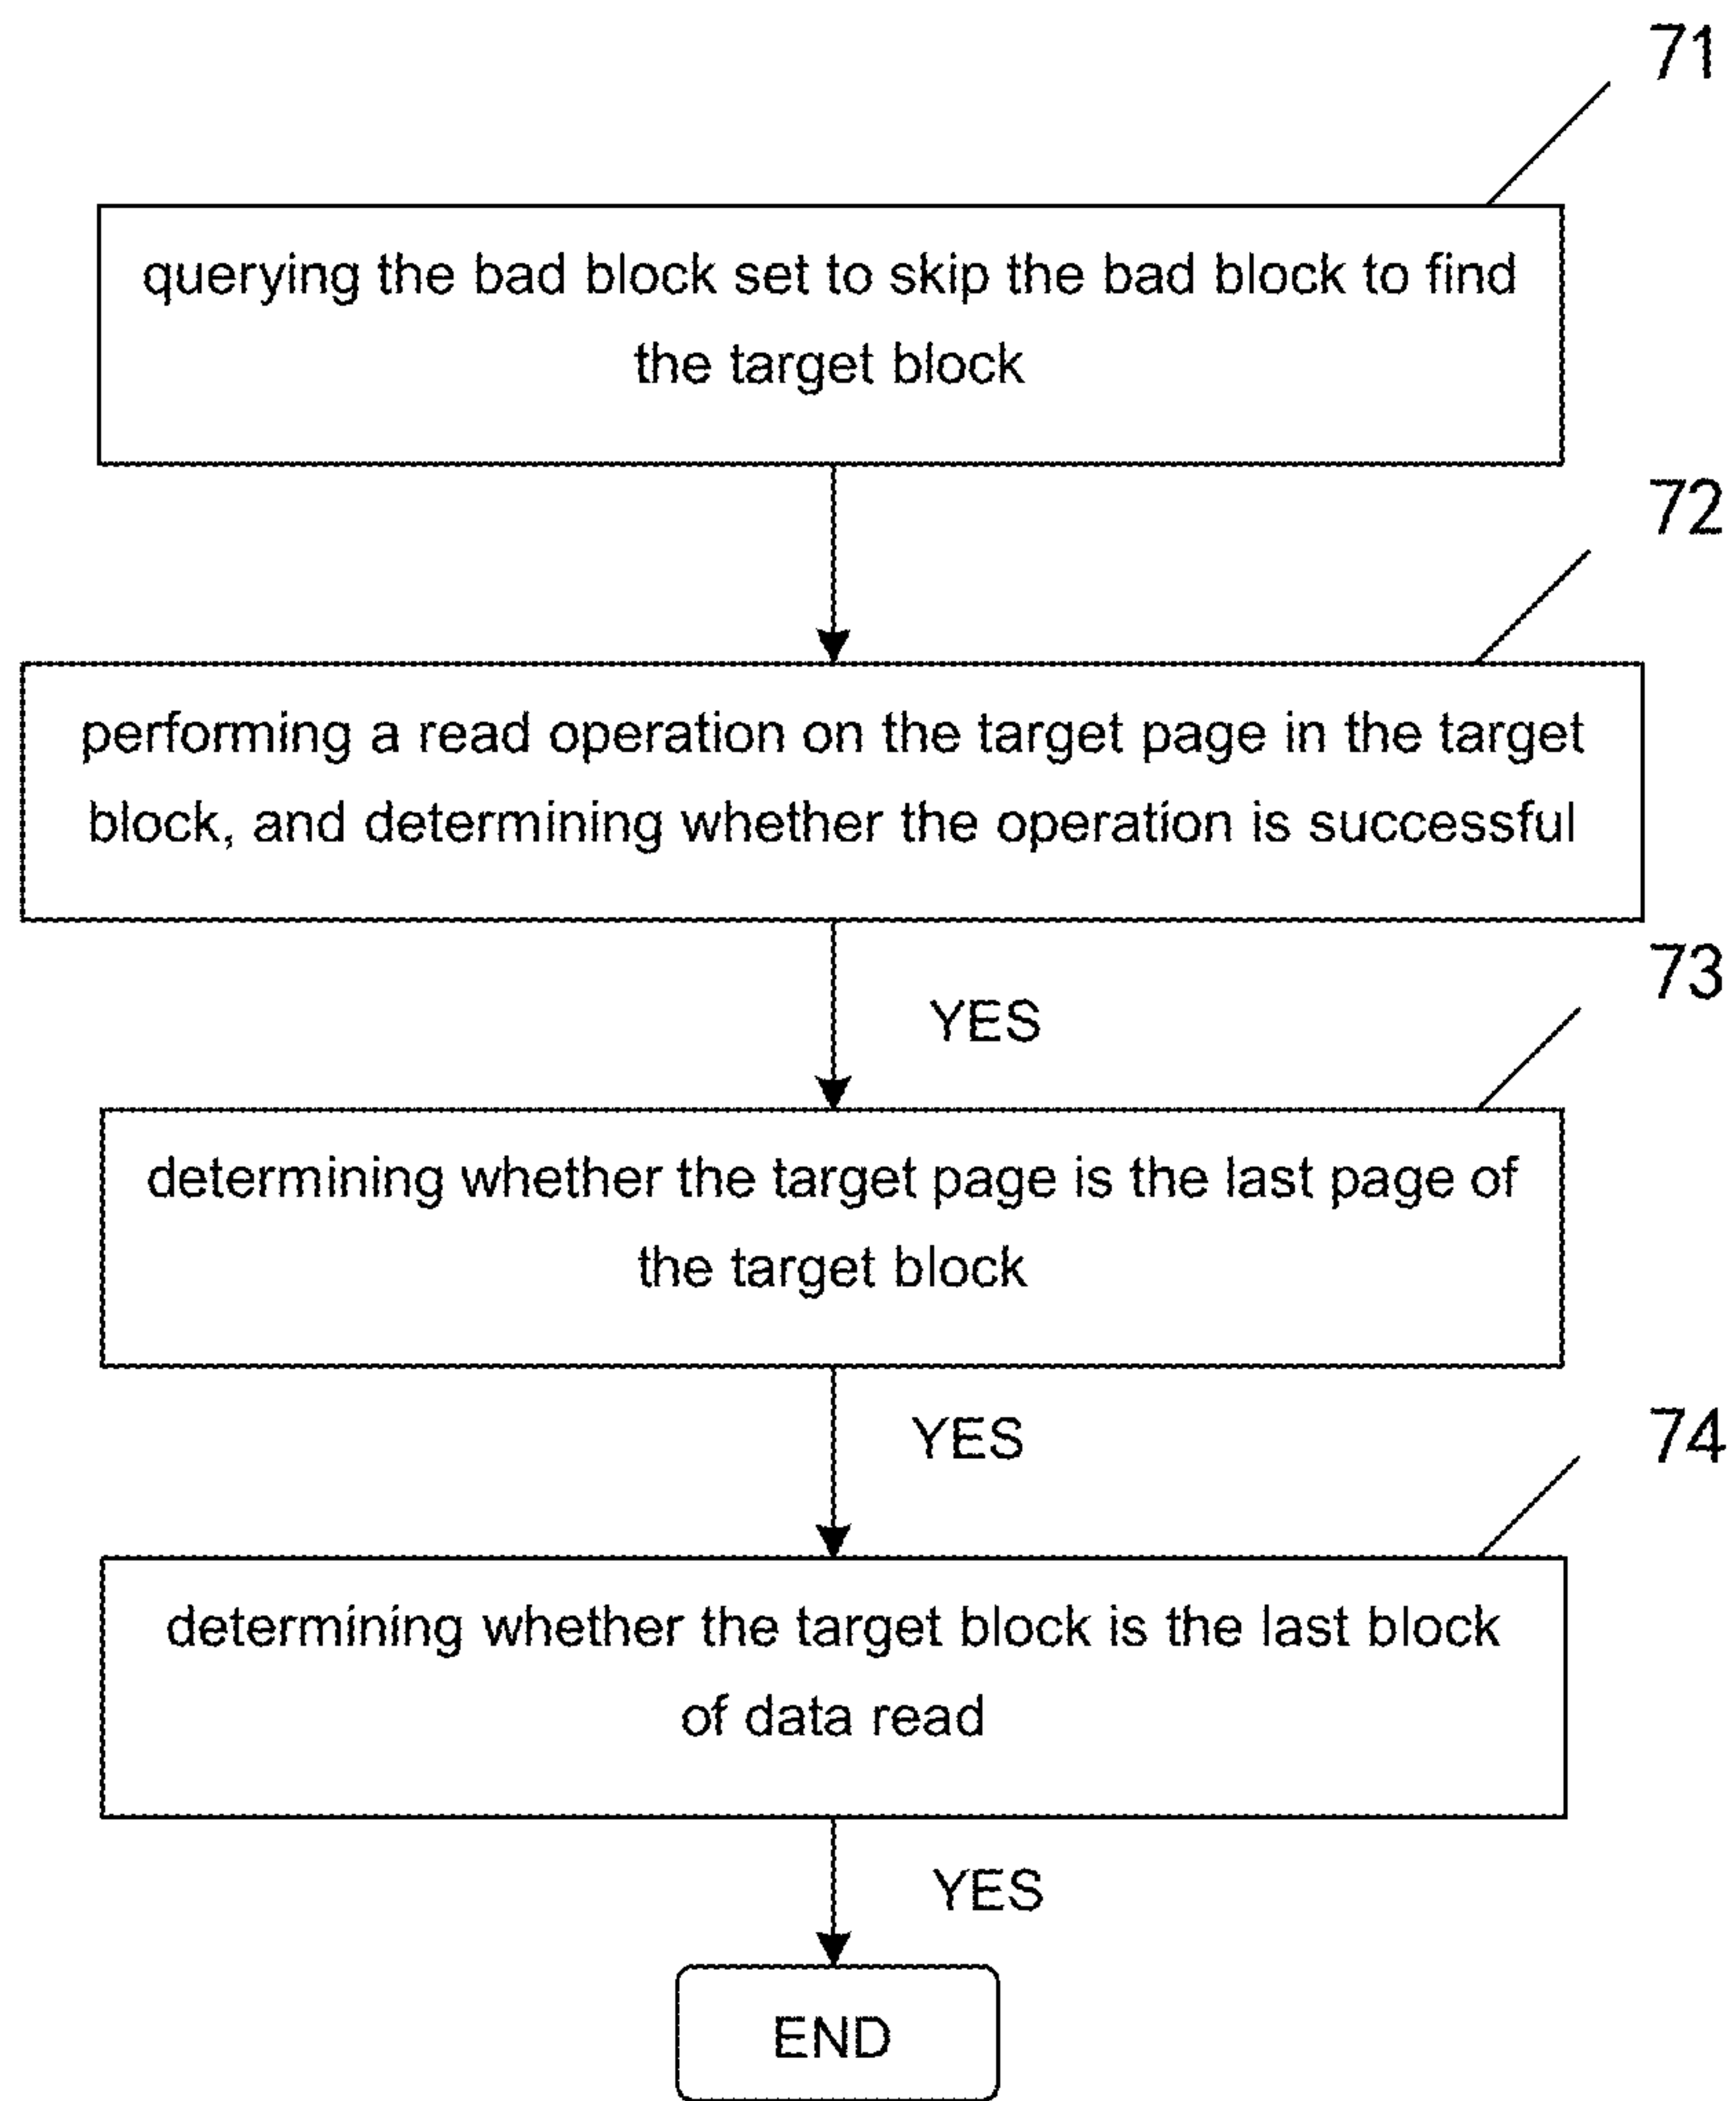 71
querying the bad block set to skip the bad block to find
the target block
72
performing a read operation on the target page in the target
block, and determining whether the operation is successful
YES
73
determining whether the target page is the last page of
the target block
YES
74
determining whether the target block is the last block
of data read
YES
END